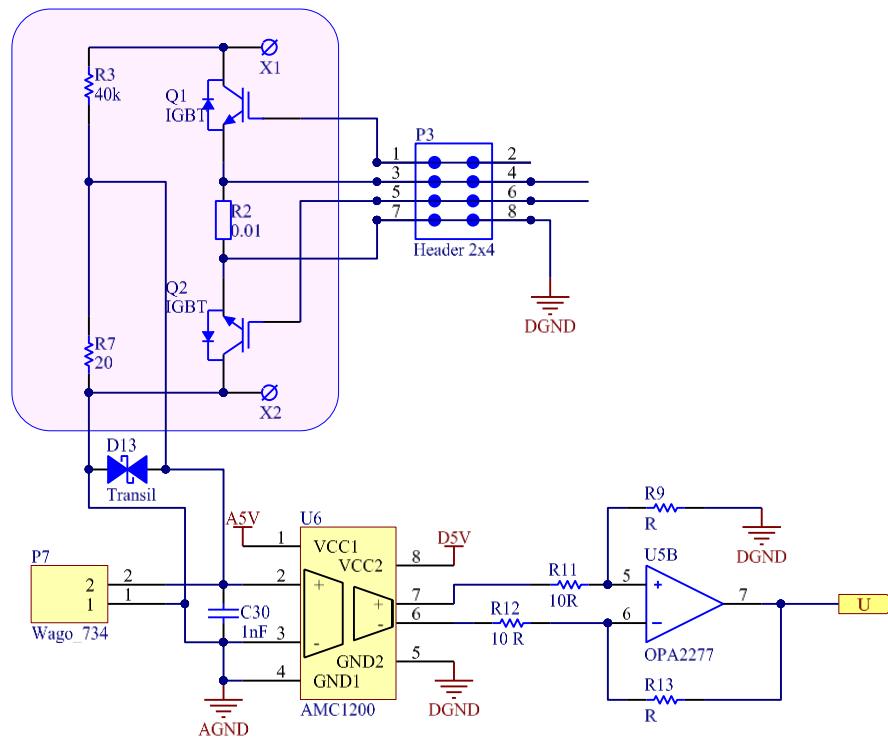 X1
R3
40k
Q1
IGBT
P3
1
2
3
4
5
6
7
8
R2
0.01
Header 2x4
Q2
IGBT
DGND
R7
20
X2
D13
Transil
R9
R
DGND
A5V
U6
1
VCC1
VCC2
D5V
8
P7
2
2
1
1
Wago_734
2
+
C30
1nF
3
-
+
-
7
6
R11
10R
R12
10 R
U5B
5
+
6
−
7
U
OPA2277
GND2
5
4
GND1
AMC1200
AGND
DGND
R13
R